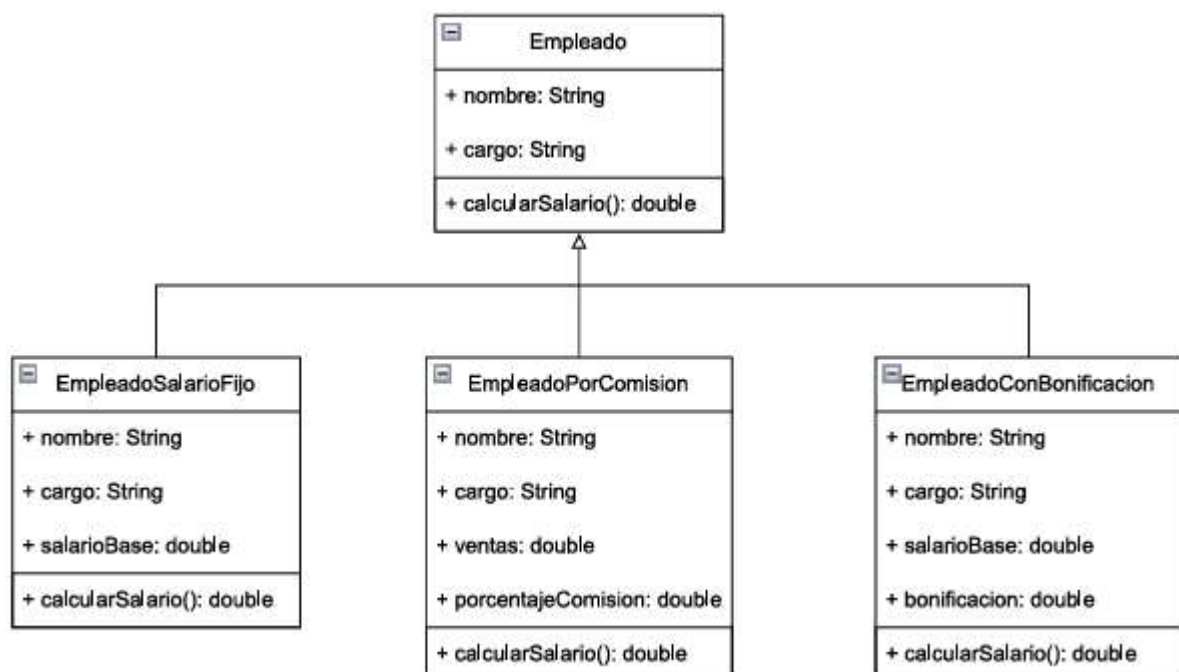 Empleado
+ nombre: String
+ cargo: String
+ calcularSalario(): double
EmpleadoSalarioFijo
+ nombre: String
+ cargo: String
+ salarioBase: double
+ calcularSalario(): double
EmpleadoPorComision
+ nombre: String
+ cargo: String
+ ventas: double
+ porcentajeComision: double
+ calcularSalario(): double
EmpleadoConBonificacion
+ nombre: String
+ cargo: String
+ salarioBase: double
+ bonificacion: double
+ calcularSalario(): double